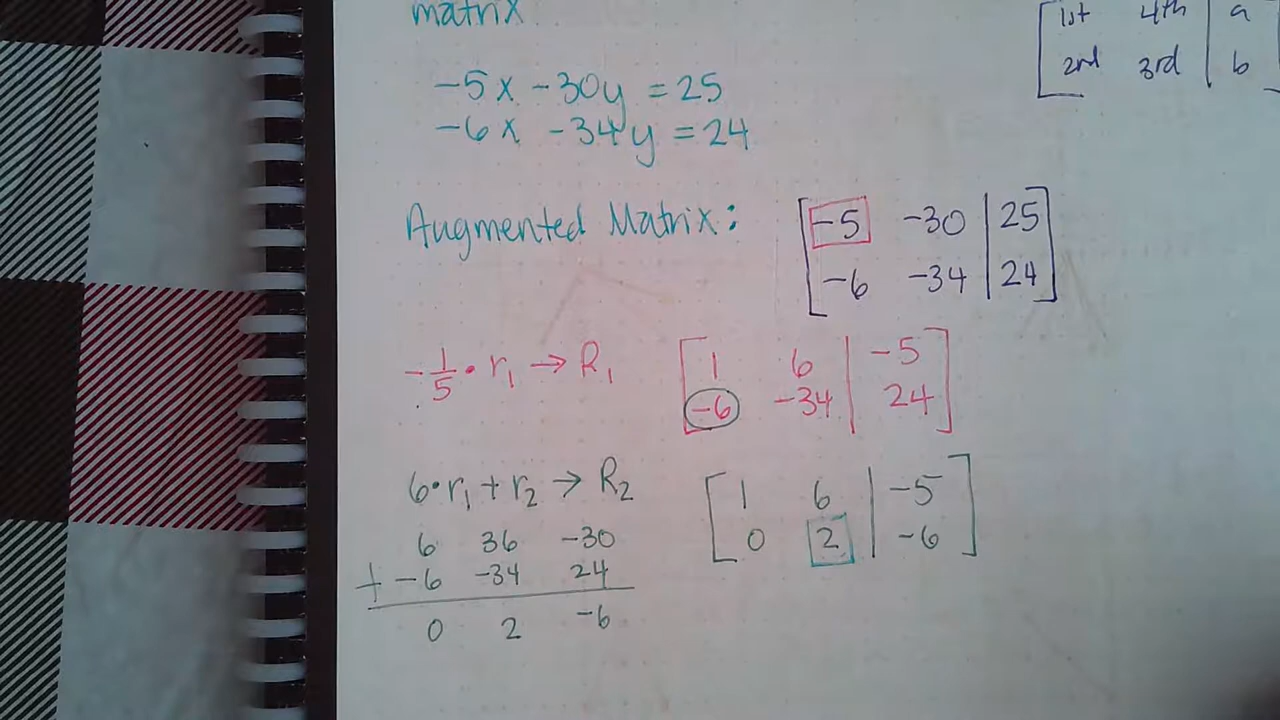 matrix
1st 4th | a
2nd 3rd | b
-5x -30y = 25
-6x -34y = 24
Augmented Matrix:
-5 -30 | 25
-6 -34 | 24
-1/5 • r₁ → R₁
1 6 | -5
-6 -34 | 24
6•r₁ + r₂ → R₂
1 6 | -5
0 2 | -6
6 36 -30
+ -6 -34 24
0 2 -6